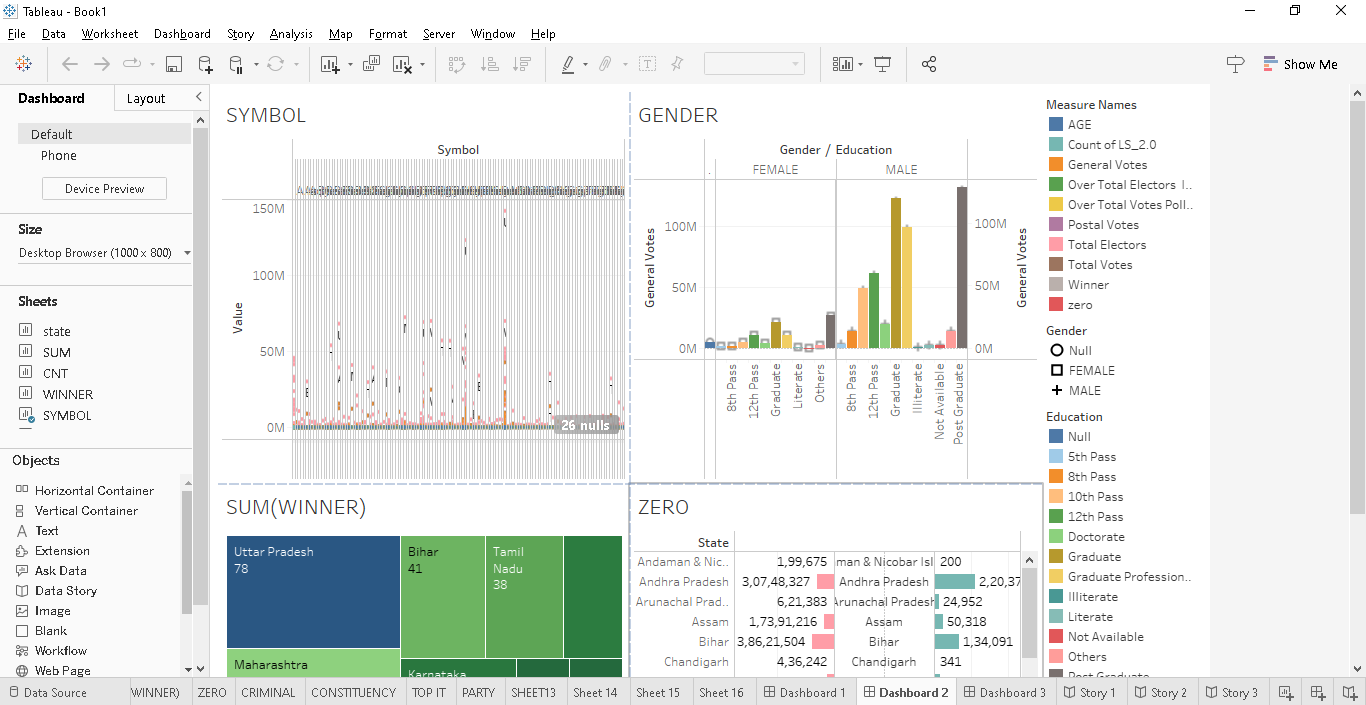 Tableau - Book1
File Data Worksheet Dashboard Story Analysis Map Format Server Window Help
Show Me
Dashboard Layout
Default
Phone
Device Preview
Size
Desktop Browser (1000 x 800)
Sheets
state
SUM
CNT
WINNER
SYMBOL
Objects
Horizontal Container
Vertical Container
Text
Extension
Ask Data
Data Story
Image
Blank
Workflow
Web Page
SYMBOL
Symbol
150M
100M
50M
0M
Value
26 nulls
GENDER
Gender / Education
FEMALE MALE
100M
50M
0M
General Votes
100M
50M
0M
General Votes
8th Pass
12th Pass
Graduate
Literate
Others
8th Pass
12th Pass
Graduate
Illiterate
Not Available
Post Graduate
SUM(WINNER)
Uttar Pradesh
78
Bihar
41
Tamil
Nadu
38
Maharashtra
Karnataka
ZERO
State
Andaman & Nic.. 1,99,675 man & Nicobar Isl 200
Andhra Pradesh 3,07,48,327 Andhra Pradesh 2,20,37
Arunachal Prad.. 6,21,383 Arunachal Pradesh 24,952
Assam 1,73,91,216 Assam 50,318
Bihar 3,86,21,504 Bihar 1,34,091
Chandigarh 4,36,242 Chandigarh 341
Measure Names
AGE
Count of LS_2.0
General Votes
Over Total Electors I..
Over Total Votes Poll..
Postal Votes
Total Electors
Total Votes
Winner
zero
Gender
Null
FEMALE
MALE
Education
Null
5th Pass
8th Pass
10th Pass
12th Pass
Doctorate
Graduate
Graduate Profession..
Illiterate
Literate
Not Available
Others
Post Graduate
Data Source WINNER) ZERO CRIMINAL CONSTITUENCY TOP IT PARTY SHEET13 Sheet 14 Sheet 15 Sheet 16 Dashboard 1 Dashboard 2 Dashboard 3 Story 1 Story 2 Story 3